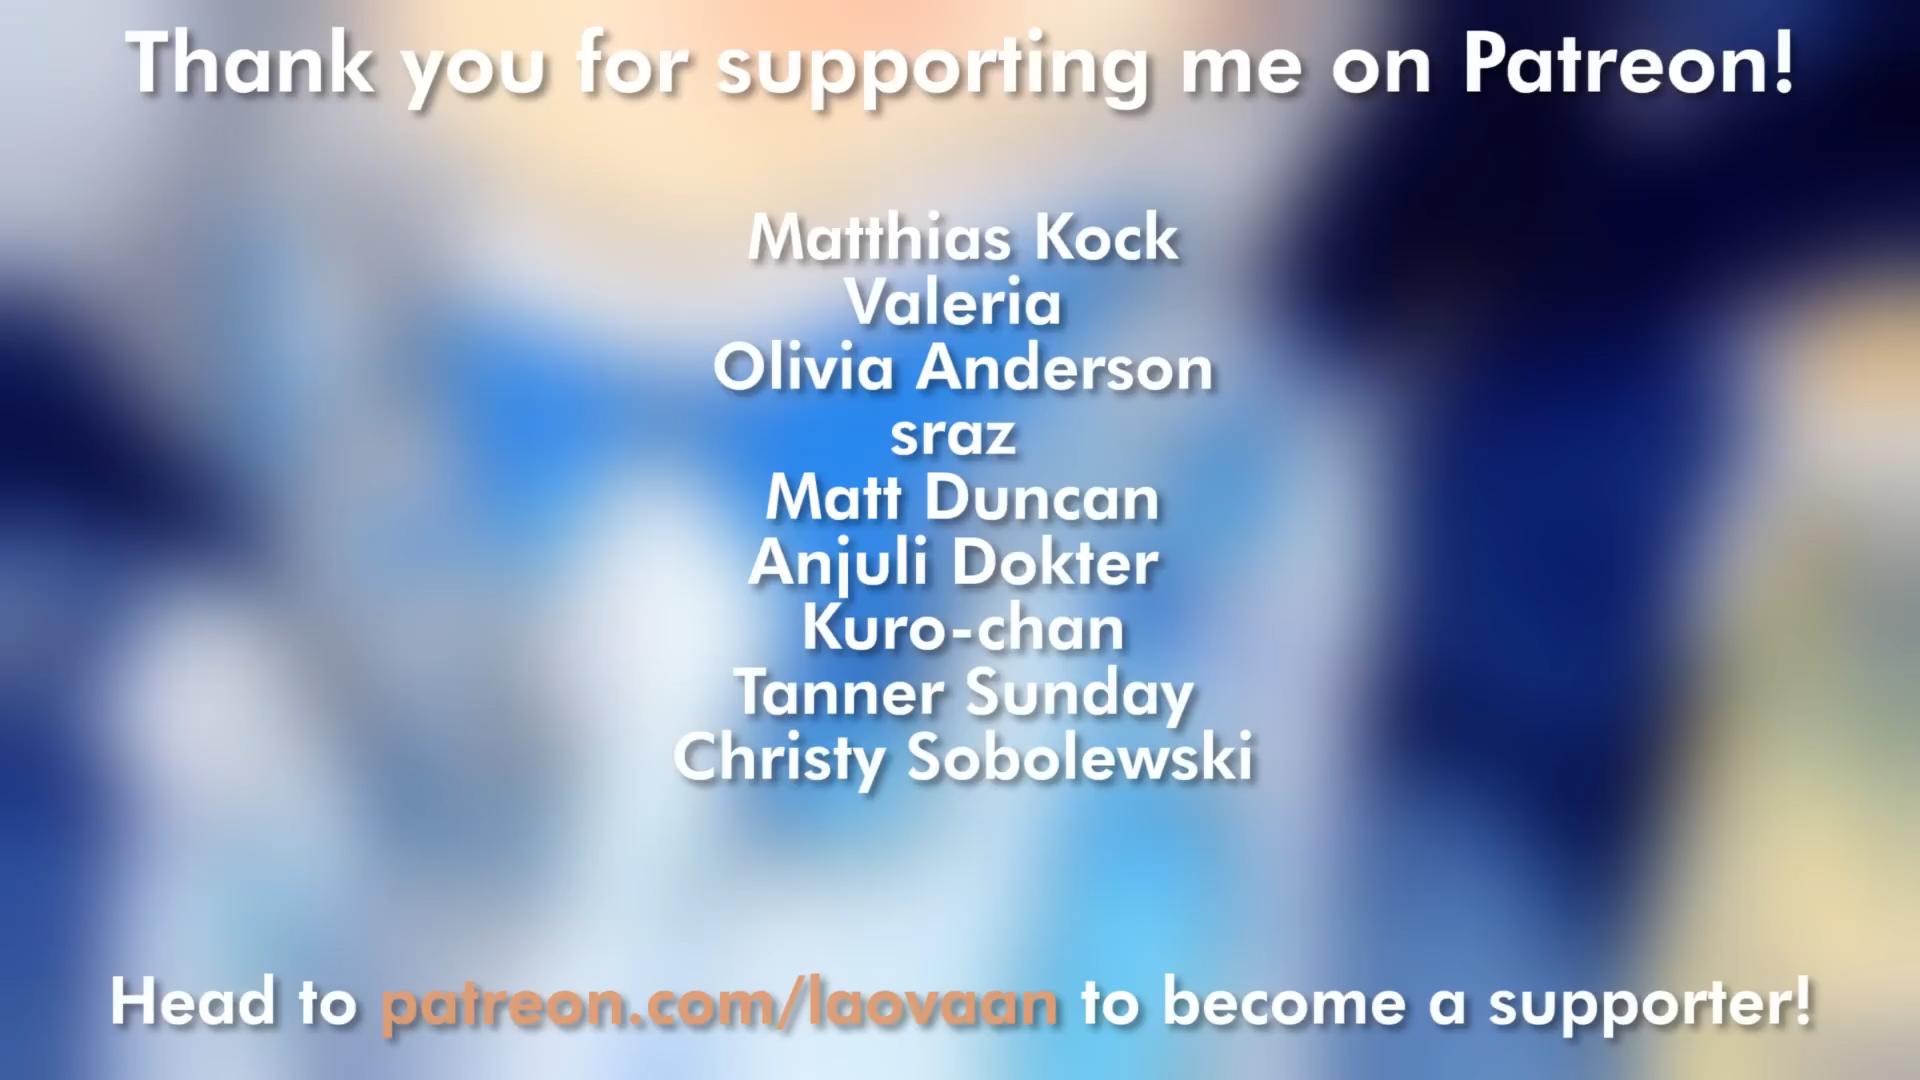 Thank you for supporting me on Patreon!
Matthias Kock
Valeria
Olivia Anderson
sraz
Matt Duncan
Anjuli Dokter
Kuro-chan
Tanner Sunday
Christy Sobolewski
Head to patreon.com/laovaan to become a supporter!